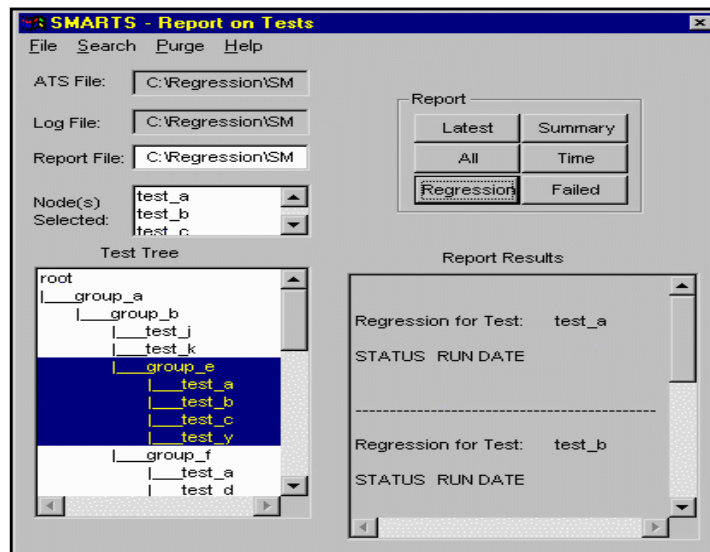 SMARTS - Report on Tests
File Search Purge Help
ATS File: C:\Regression\SM
Log File: C:\Regression\SM
Report File: C:\Regression\SM
Node(s) Selected:
test_a
test_b
test_c
Report
Latest Summary
All Time
Regression Failed
Test Tree
root
|___group_a
|___group_b
|___test_j
|___test_k
|___group_e
|___test_a
|___test_b
|___test_c
|___test_y
|___group_f
|___test_a
|___test_d
Report Results
Regression for Test: test_a
STATUS RUN DATE
------------------------------------------
Regression for Test: test_b
STATUS RUN DATE